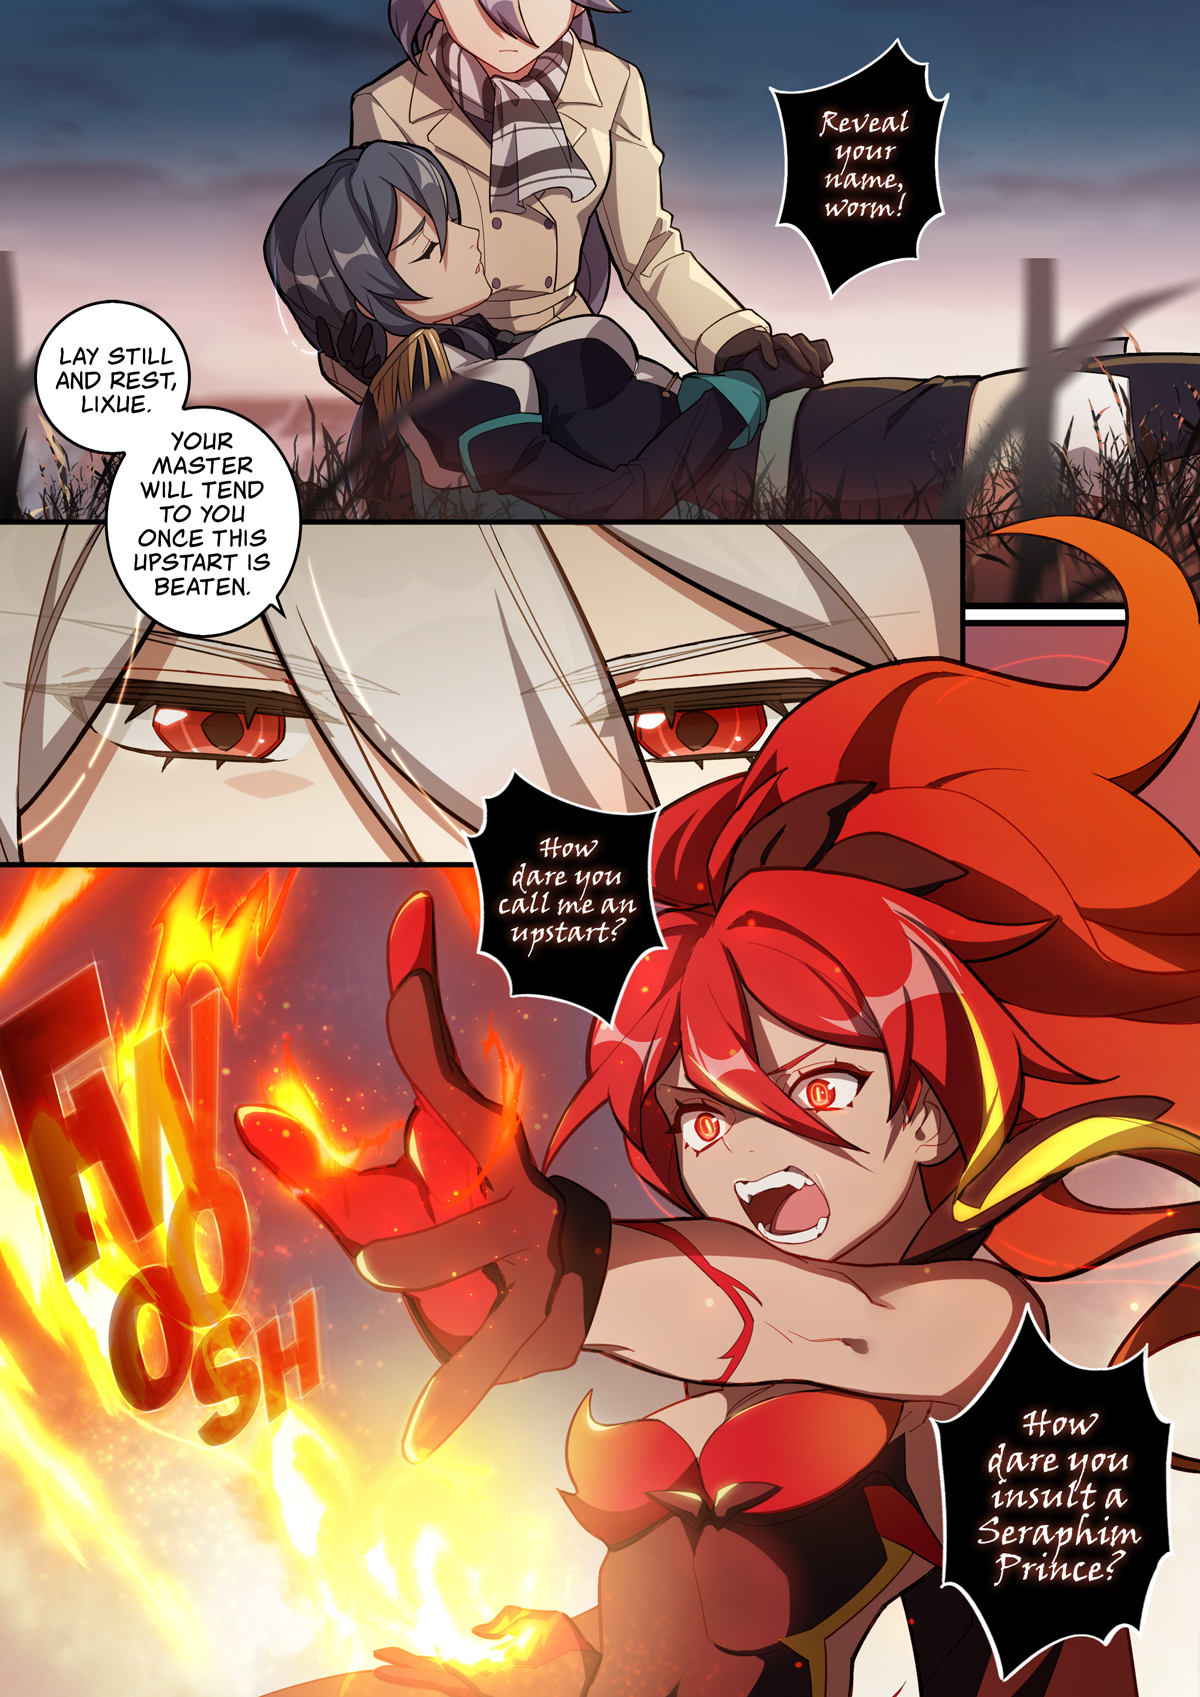 Reveal
your
name,
worm!
LAY STILL
AND REST,
LIXUE.
YOUR
MASTER
WILL TEND
TO YOU
ONCE THIS
UPSTART IS
BEATEN.
How
dare you
call me an
upstart?
FWOOOSH
How
dare you
insult a
Seraphim
Prince?